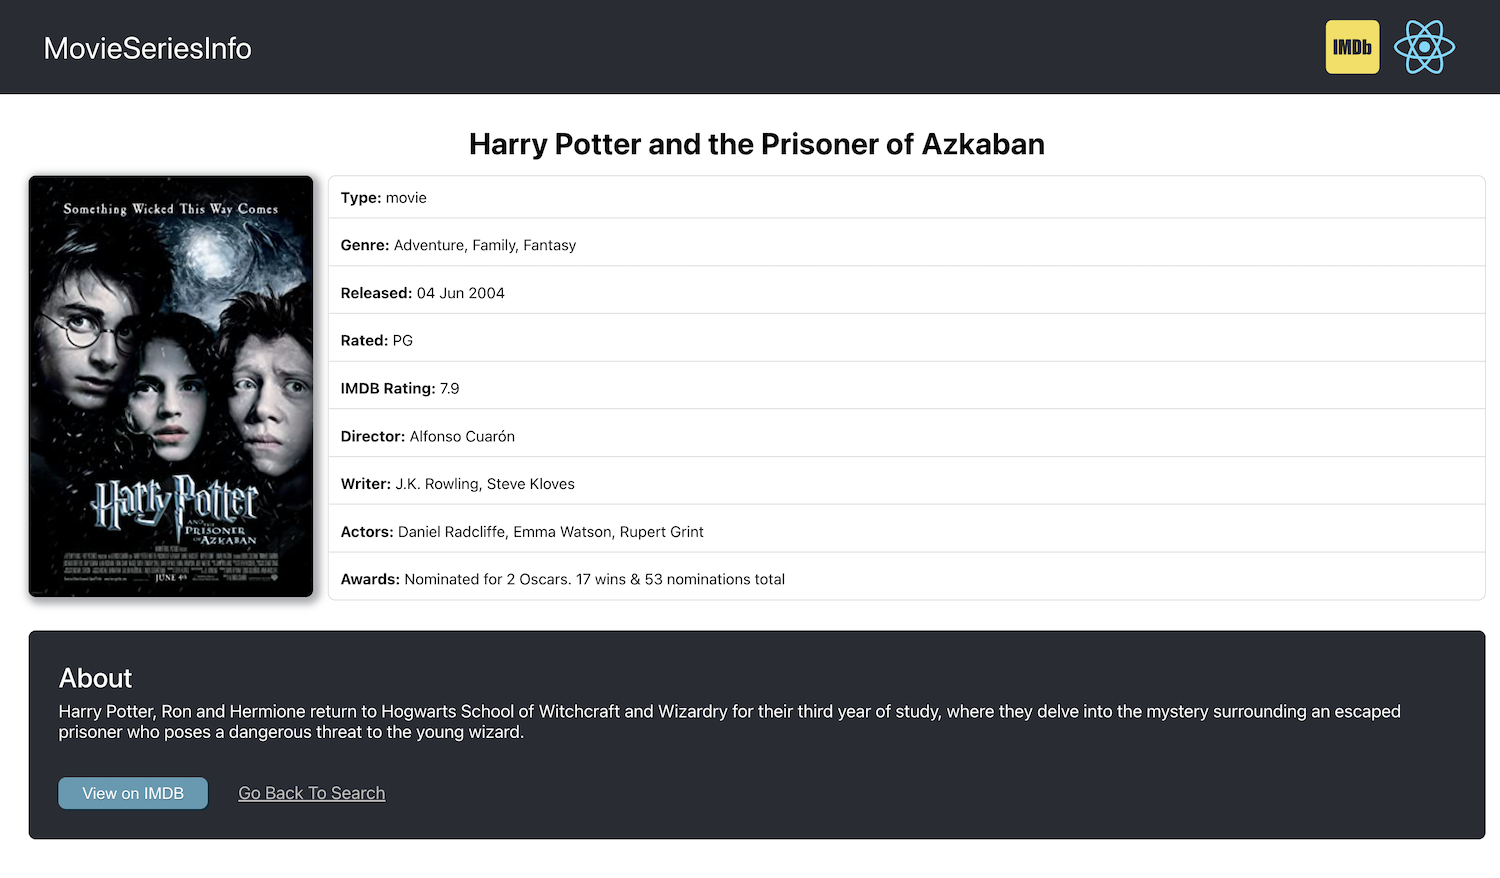 MovieSeriesInfo
IMDb
Harry Potter and the Prisoner of Azkaban
Something Wicked This Way Comes
Harry Potter
AND THE
PRISONER
OF AZKABAN
JUNE 4th
Type: movie
Genre: Adventure, Family, Fantasy
Released: 04 Jun 2004
Rated: PG
IMDB Rating: 7.9
Director: Alfonso Cuarón
Writer: J.K. Rowling, Steve Kloves
Actors: Daniel Radcliffe, Emma Watson, Rupert Grint
Awards: Nominated for 2 Oscars. 17 wins & 53 nominations total
About
Harry Potter, Ron and Hermione return to Hogwarts School of Witchcraft and Wizardry for their third year of study, where they delve into the mystery surrounding an escaped
prisoner who poses a dangerous threat to the young wizard.
View on IMDB
Go Back To Search